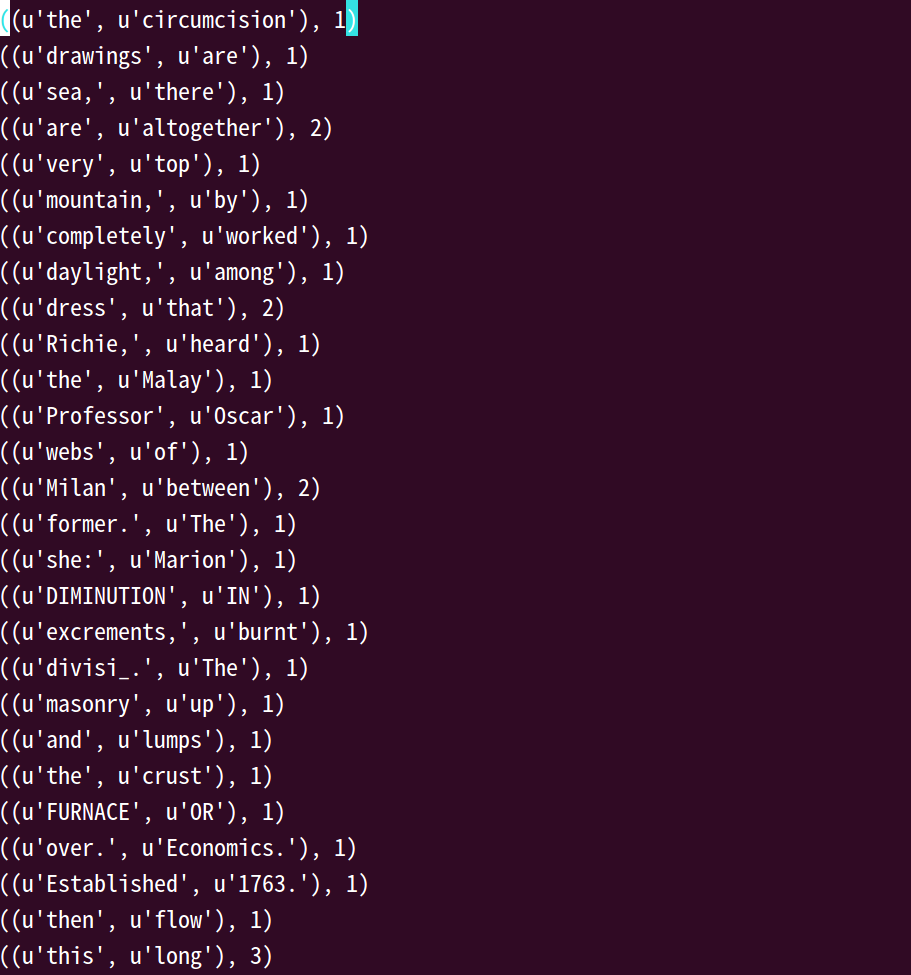 ((u'the', u'circumcision'), 1)
((u'drawings', u'are'), 1)
((u'sea,', u'there'), 1)
((u'are', u'altogether'), 2)
((u'very', u'top'), 1)
((u'mountain,', u'by'), 1)
((u'completely', u'worked'), 1)
((u'daylight,', u'among'), 1)
((u'dress', u'that'), 2)
((u'Richie,', u'heard'), 1)
((u'the', u'Malay'), 1)
((u'Professor', u'Oscar'), 1)
((u'webs', u'of'), 1)
((u'Milan', u'between'), 2)
((u'former.', u'The'), 1)
((u'she:', u'Marion'), 1)
((u'DIMINUTION', u'IN'), 1)
((u'excrements,', u'burnt'), 1)
((u'divisi_.', u'The'), 1)
((u'masonry', u'up'), 1)
((u'and', u'lumps'), 1)
((u'the', u'crust'), 1)
((u'FURNACE', u'OR'), 1)
((u'over.', u'Economics.'), 1)
((u'Established', u'1763.'), 1)
((u'then', u'flow'), 1)
((u'this', u'long'), 3)